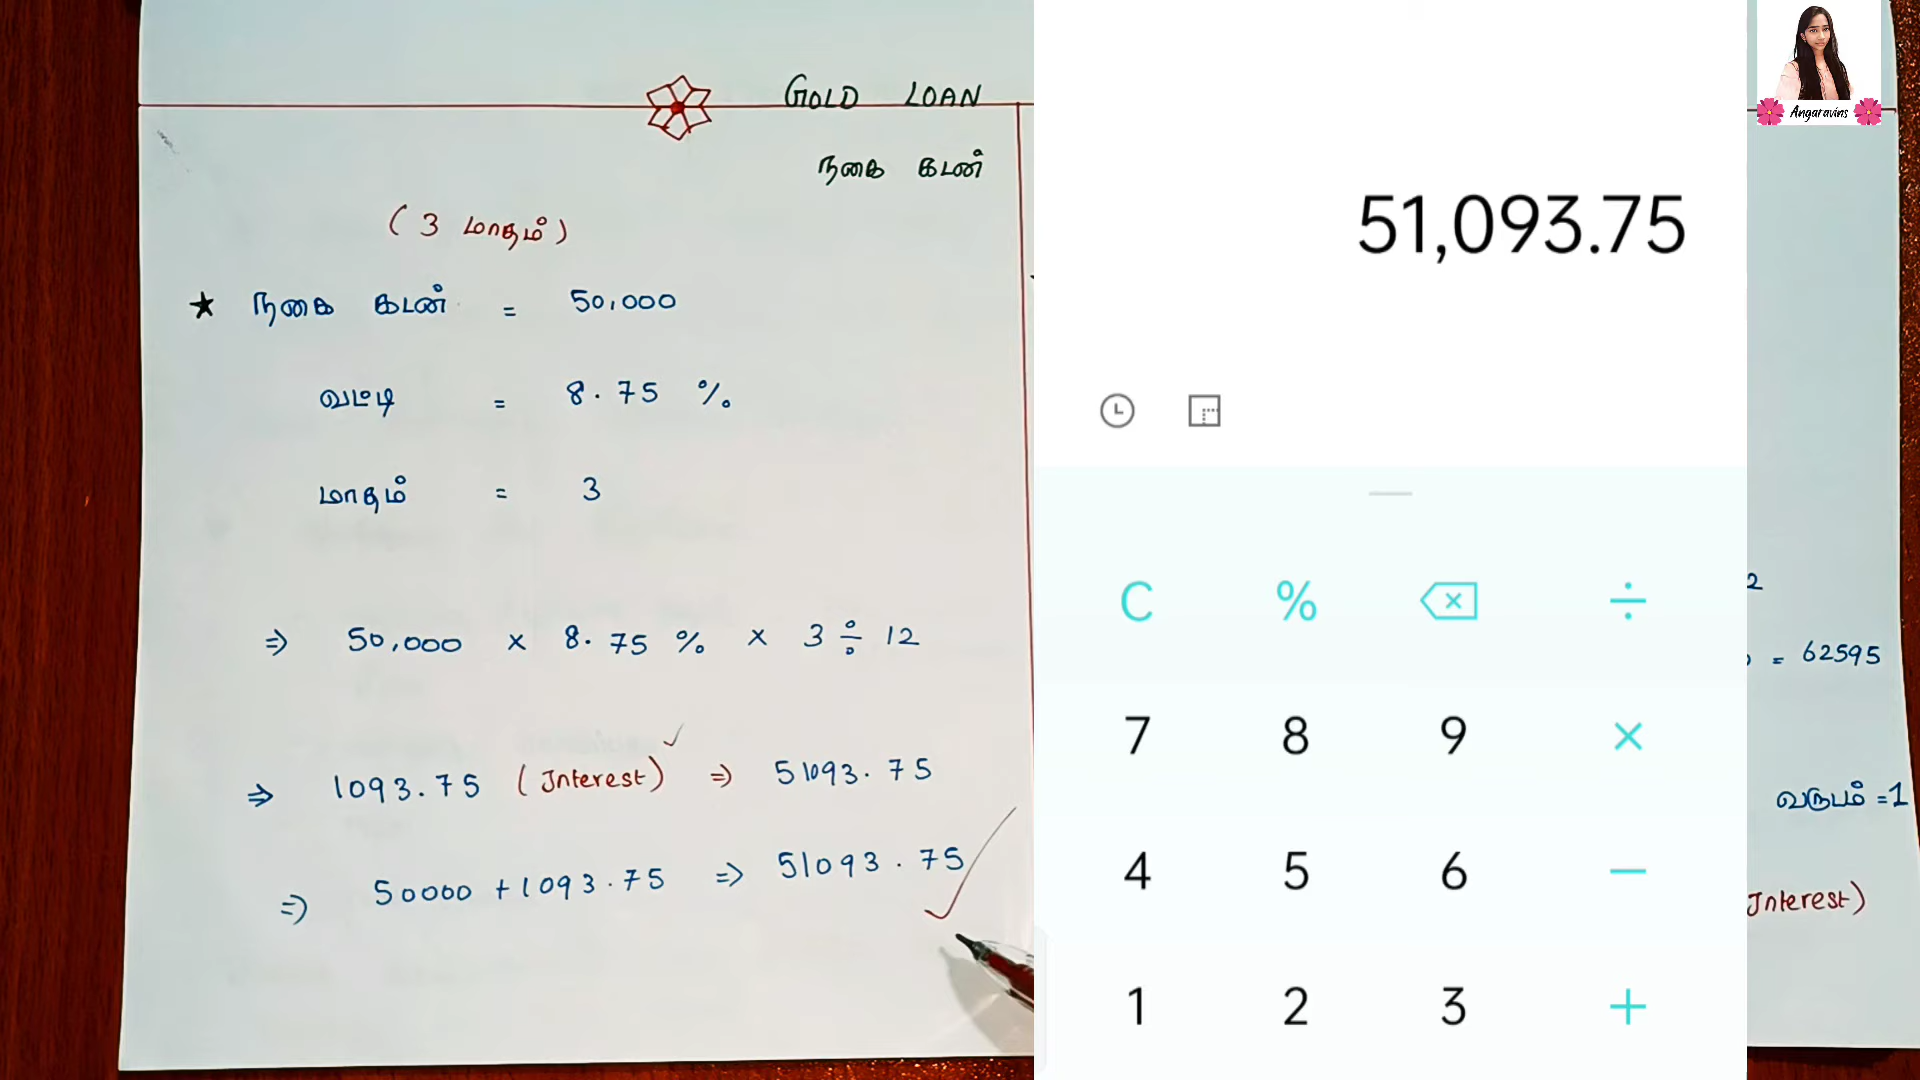 GOLD LOAN
நகை கடன்
( 3 மாதம் )
★ நகை கடன் = 50,000
வட்டி = 8.75 %
மாதம் = 3
⇒ 50,000 x 8.75 % x 3 ÷ 12
⇒ 1093.75 (Interest) ✓ ⇒ 51093.75
⇒ 50000 + 1093.75 ⇒ 51093.75 ✓
51,093.75
C % ÷
7 8 9 ×
4 5 6 −
1 2 3 +
Angaravins
2
= 62595
வருடம் = 1
Interest)